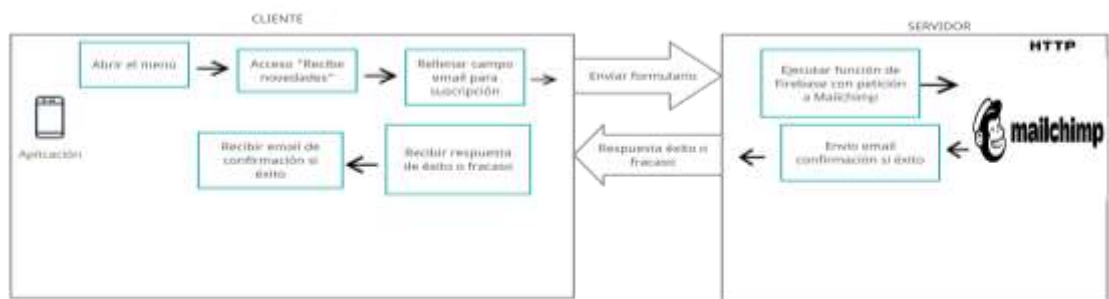 CLIENTE
SERVIDOR
HTTP
Abrir el menú
Acceso "Recibe
novedades"
Rellenar campo
email para
suscripción
Enviar formulario
Ejecutar función de
Firebase con petición
a Mailchimp
mailchimp
Aplicación
Recibir email de
confirmación si
éxito
Recibir respuesta
de éxito o fracaso
Respuesta éxito o
fracaso
Envío email
confirmación si éxito